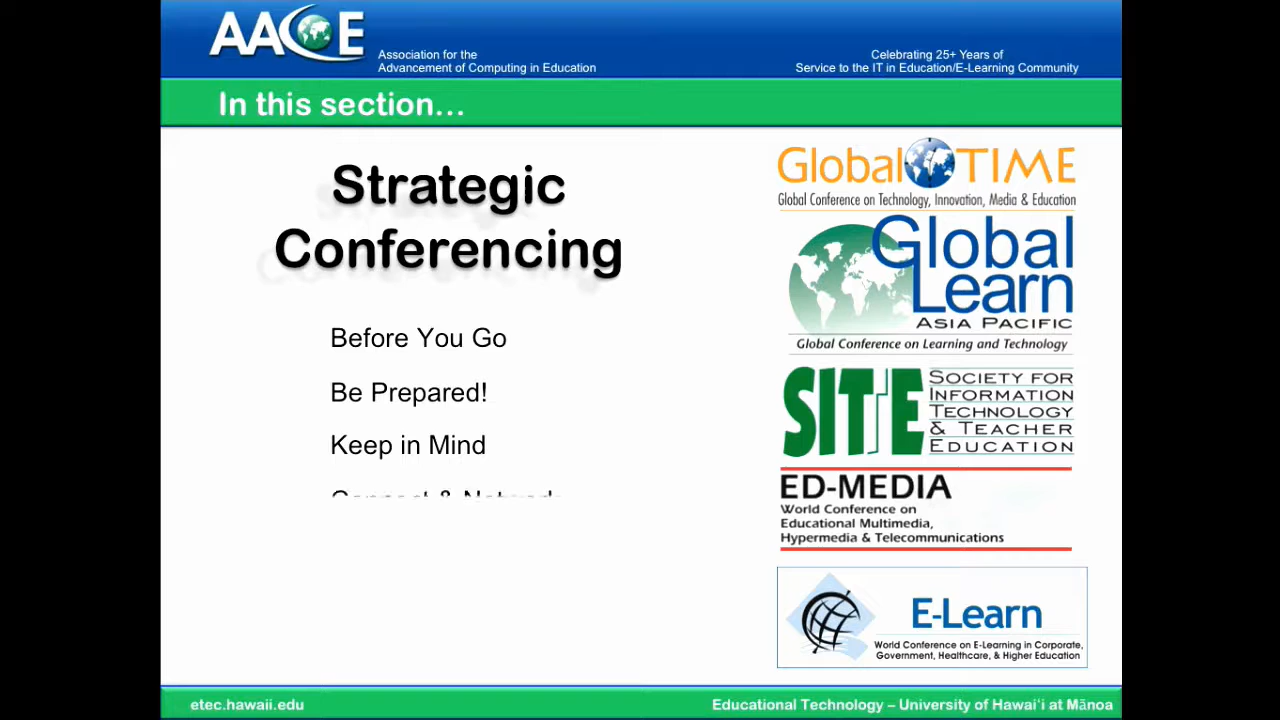 AACE
Association for the
Advancement of Computing in Education
Celebrating 25+ Years of
Service to the IT in Education/E-Learning Community
In this section...
Strategic
Conferencing
Before You Go
Be Prepared!
Keep in Mind
Connect & Network
Global TIME
Global Conference on Technology, Innovation, Media & Education
Global
Learn
ASIA PACIFIC
Global Conference on Learning and Technology
SITE
SOCIETY FOR
INFORMATION
TECHNOLOGY
& TEACHER
EDUCATION
ED-MEDIA
World Conference on
Educational Multimedia,
Hypermedia & Telecommunications
E-Learn
World Conference on E-Learning in Corporate,
Government, Healthcare, & Higher Education
etec.hawaii.edu
Educational Technology – University of Hawaiʻi at Mānoa